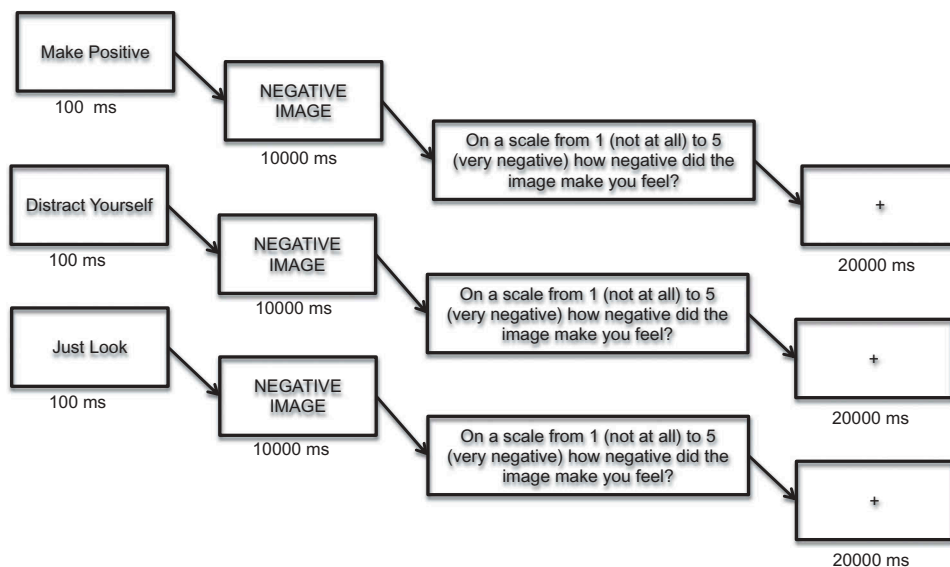 Make Positive
100 ms
NEGATIVE
IMAGE
10000 ms
On a scale from 1 (not at all) to 5
(very negative) how negative did the
image make you feel?
+
20000 ms
Distract Yourself
100 ms
NEGATIVE
IMAGE
10000 ms
On a scale from 1 (not at all) to 5
(very negative) how negative did the
image make you feel?
+
20000 ms
Just Look
100 ms
NEGATIVE
IMAGE
10000 ms
On a scale from 1 (not at all) to 5
(very negative) how negative did the
image make you feel?
+
20000 ms